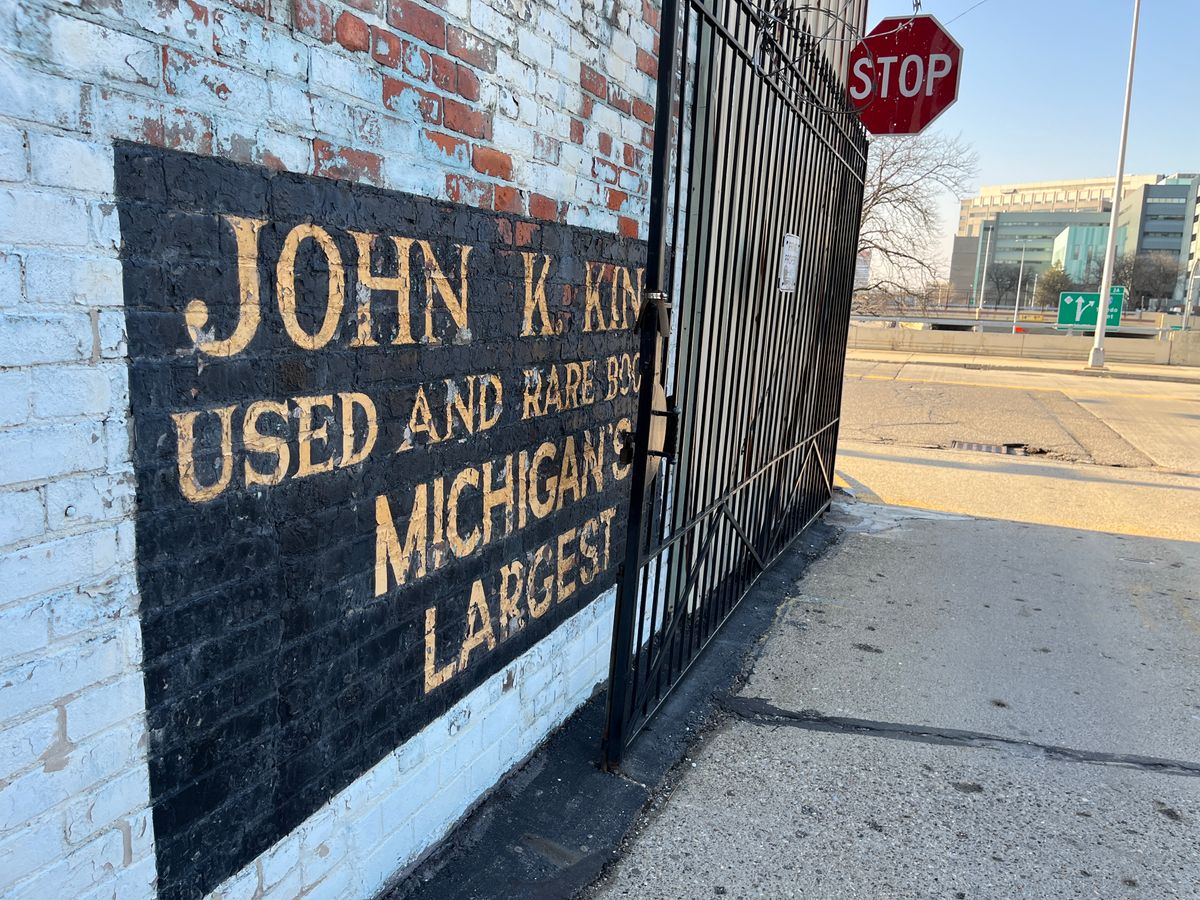 JOHN K. KIN
USED AND RARE BOO
MICHIGAN'S
LARGEST
STOP